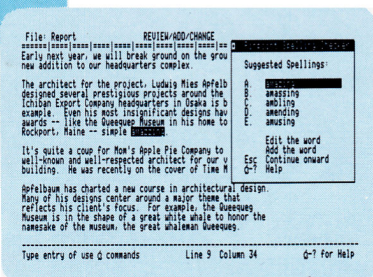 File: Report REVIEW/ADD/CHANGE
=====|====|====|====|====|====|====|====|==
Early next year, we will break ground on the grou
new addition to our headquarters complex.
The architect for the project, Ludwig Mies Apfelb
designed several prestigious projects around the
Ichiban Export Company headquarters in Osaka is b
example. Even his most insignificant designs hav
awards -- like the Queequeg Museum in his home to
Rockport, Maine -- simple
It's quite a coup for Mom's Apple Pie Company to
well-known and well-respected architect for our v
building. He was recently on the cover of Time M
Apfelbaum has charted a new course in architectural design.
Many of his designs center around a major theme that
reflects his client's focus. For example, the Queequeg
Museum is in the shape of a great white whale to honor the
namesake of the museum, the great whaleman Queequeg.
Type entry of use commands Line 9 Column 34 -? for Help
Spelling Checker
Suggested Spellings:
A. amazing
B. amassing
C. ambling
D. amending
E. amusing
Edit the word
Add the word
Esc Continue onward
-? for Help